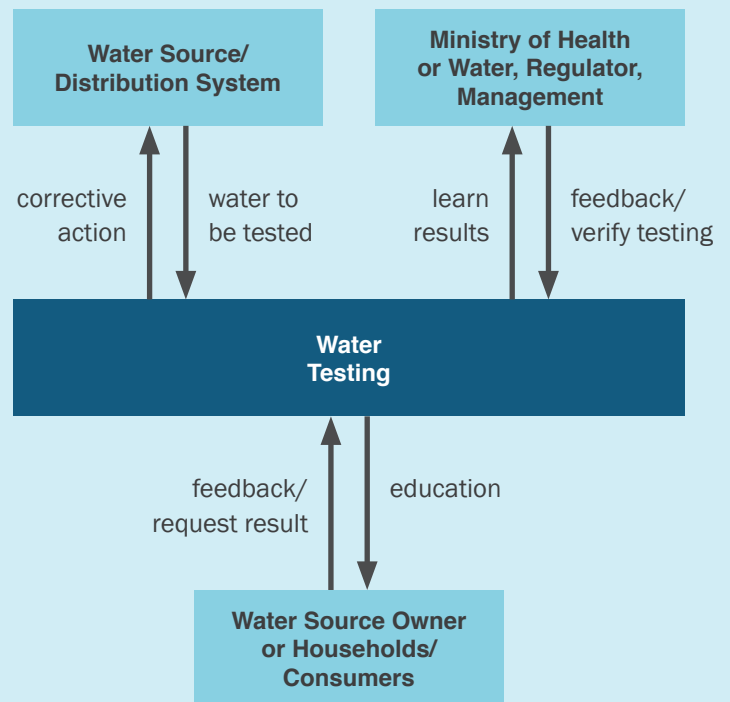 Water Source/
Distribution System
Ministry of Health
or Water, Regulator,
Management
corrective
action
water to
be tested
learn
results
feedback/
verify testing
Water
Testing
feedback/
request result
education
Water Source Owner
or Households/
Consumers